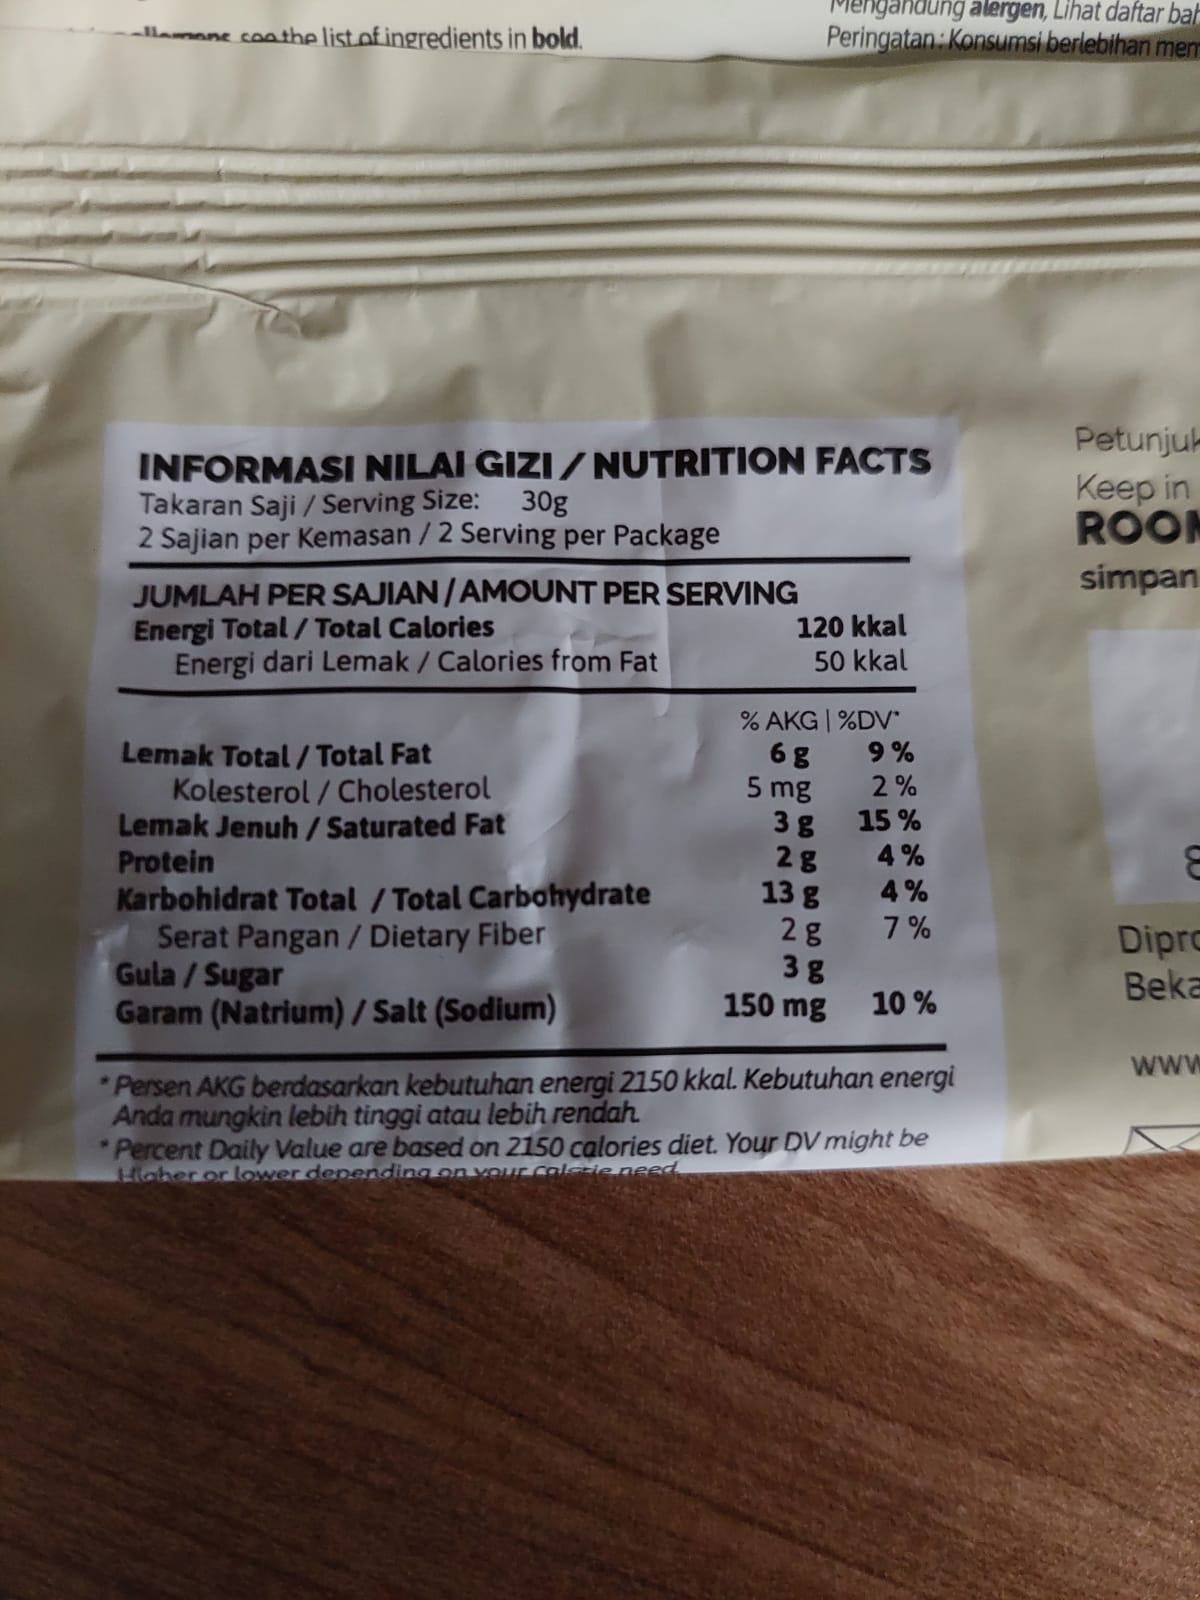 see the list of ingredients in bold.
Mengandung alergen, Lihat daftar bah
Peringatan : Konsumsi berlebihan mem
INFORMASI NILAI GIZI / NUTRITION FACTS
Takaran Saji / Serving Size: 30g
2 Sajian per Kemasan / 2 Serving per Package
JUMLAH PER SAJIAN / AMOUNT PER SERVING
Energi Total / Total Calories 120 kkal
Energi dari Lemak / Calories from Fat 50 kkal
% AKG | %DV*
Lemak Total / Total Fat 6 g 9 %
Kolesterol / Cholesterol 5 mg 2 %
Lemak Jenuh / Saturated Fat 3 g 15 %
Protein 2 g 4 %
Karbohidrat Total / Total Carbohydrate 13 g 4 %
Serat Pangan / Dietary Fiber 2 g 7 %
Gula / Sugar 3 g
Garam (Natrium) / Salt (Sodium) 150 mg 10 %
* Persen AKG berdasarkan kebutuhan energi 2150 kkal. Kebutuhan energi
Anda mungkin lebih tinggi atau lebih rendah.
* Percent Daily Value are based on 2150 calories diet. Your DV might be
Higher or lower depending on your calorie need.
Petunjuk
Keep in
ROOM
simpan
8
Dipro
Beka
www